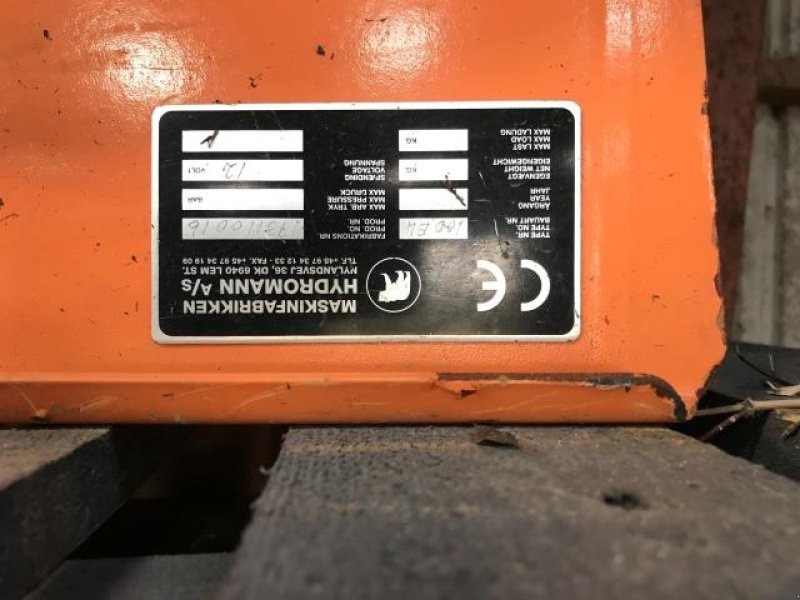 CE
MASKINFABRIKKEN
HYDROMANN A/S
NYLANDSVEJ 36, DK 6940 LEM ST.
TLF. +45 97 34 12 33 - FAX. +45 97 34 19 09
TYPE NR.
TYPE NO.
BAUART NR.
FABRIKATIONS NR.
PROD. NO.
PROD. NR.
ÅRGANG
YEAR
JAHR
MAX. ARB. TRYK
MAX PRESSURE
MAX DRUCK
BAR
EGENVÆGT
NET WEIGHT
EIGENGEWICHT
KG
SPÆNDING
VOLTAGE
SPANNUNG
12 VOLT
MAX LAST
MAX LOAD
MAX LADUNG
KG